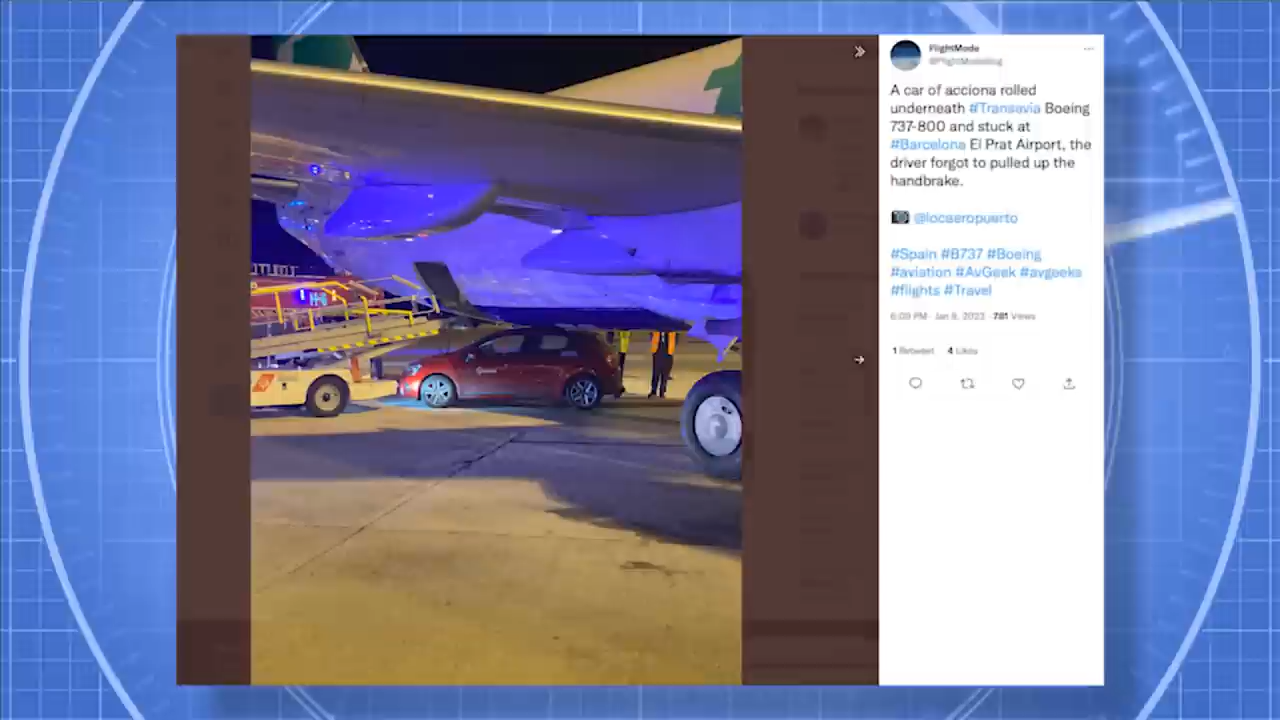 FlightMode
A car of acciona rolled
underneath #Transavia Boeing
737-800 and stuck at
#Barcelona El Prat Airport, the
driver forgot to pulled up the
handbrake.
@locaeropuerto
#Spain #B737 #Boeing
#aviation #AvGeek #avgeeks
#flights #Travel
6:09 PM · Jan 9, 2023 · 781 Views
1 Retweet 4 Likes